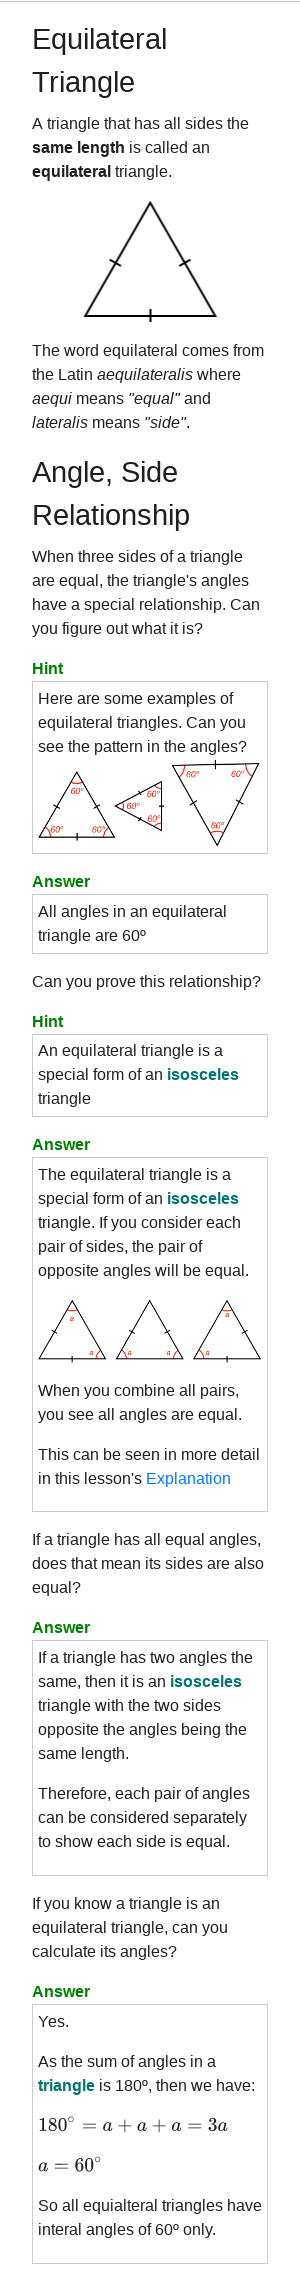 Equilateral
Triangle
A triangle that has all sides the
same length is called an
equilateral triangle.
The word equilateral comes from
the Latin aequilateralis where
aequi means "equal" and
lateralis means "side".
Angle, Side
Relationship
When three sides of a triangle
are equal, the triangle's angles
have a special relationship. Can
you figure out what it is?
Hint
Here are some examples of
equilateral triangles. Can you
see the pattern in the angles?
60º 60º 60º
60º 60º 60º
60º 60º 60º
Answer
All angles in an equilateral
triangle are 60º
Can you prove this relationship?
Hint
An equilateral triangle is a
special form of an isosceles
triangle
Answer
The equilateral triangle is a
special form of an isosceles
triangle. If you consider each
pair of sides, the pair of
opposite angles will be equal.
a a
a a a a
When you combine all pairs,
you see all angles are equal.
This can be seen in more detail
in this lesson's Explanation
If a triangle has all equal angles,
does that mean its sides are also
equal?
Answer
If a triangle has two angles the
same, then it is an isosceles
triangle with the two sides
opposite the angles being the
same length.
Therefore, each pair of angles
can be considered separately
to show each side is equal.
If you know a triangle is an
equilateral triangle, can you
calculate its angles?
Answer
Yes.
As the sum of angles in a
triangle is 180º, then we have:
180° = a + a + a = 3a
a = 60°
So all equialteral triangles have
interal angles of 60º only.